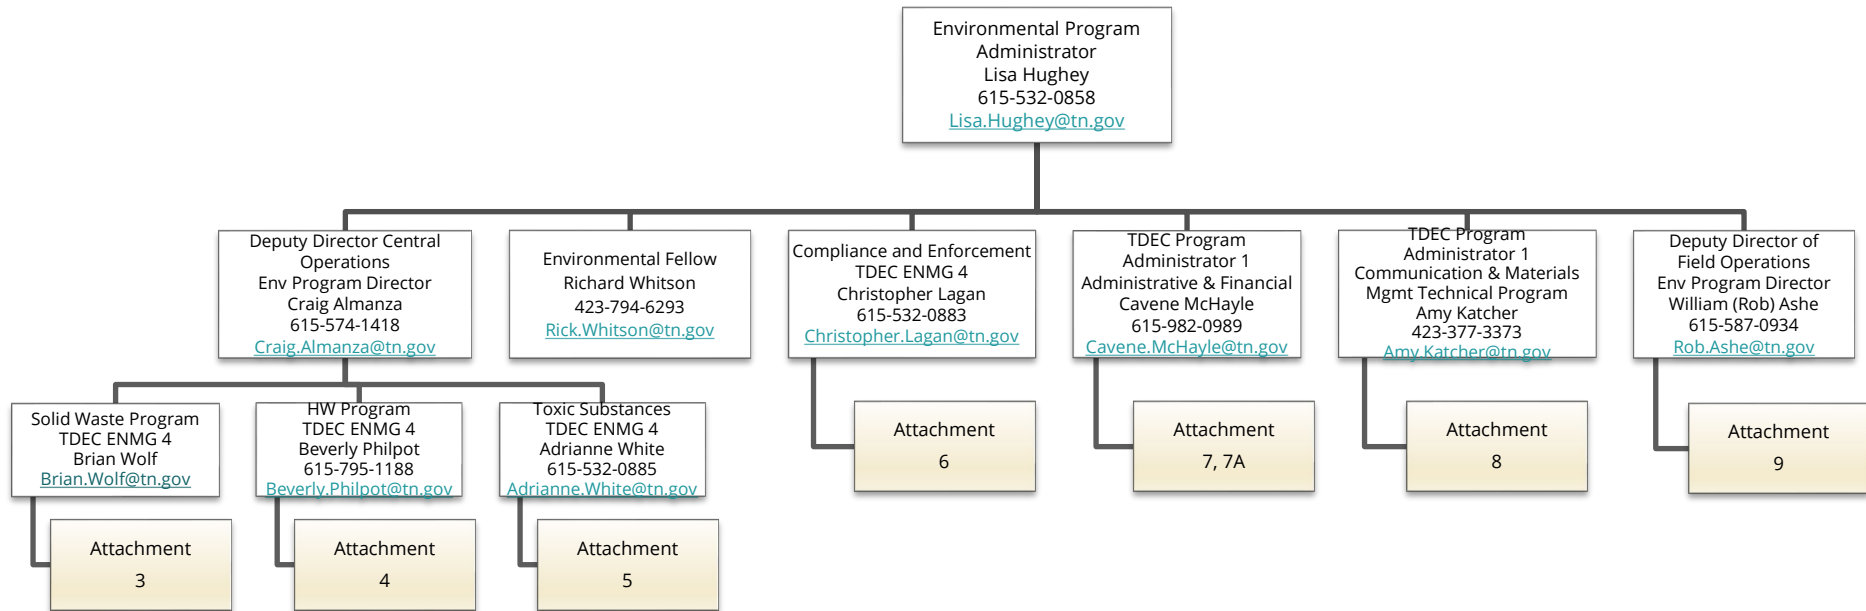 Environmental Program
Administrator
Lisa Hughey
615-532-0858
Lisa.Hughey@tn.gov
Deputy Director Central
Operations
Env Program Director
Craig Almanza
615-574-1418
Craig.Almanza@tn.gov
Environmental Fellow
Richard Whitson
423-794-6293
Rick.Whitson@tn.gov
Compliance and Enforcement
TDEC ENMG 4
Christopher Lagan
615-532-0883
Christopher.Lagan@tn.gov
TDEC Program
Administrator 1
Administrative & Financial
Cavene McHayle
615-982-0989
Cavene.McHayle@tn.gov
TDEC Program
Administrator 1
Communication & Materials
Mgmt Technical Program
Amy Katcher
423-377-3373
Amy.Katcher@tn.gov
Deputy Director of
Field Operations
Env Program Director
William (Rob) Ashe
615-587-0934
Rob.Ashe@tn.gov
Solid Waste Program
TDEC ENMG 4
Brian Wolf
Brian.Wolf@tn.gov
HW Program
TDEC ENMG 4
Beverly Philpot
615-795-1188
Beverly.Philpot@tn.gov
Toxic Substances
TDEC ENMG 4
Adrianne White
615-532-0885
Adrianne.White@tn.gov
Attachment
6
Attachment
7, 7A
Attachment
8
Attachment
9
Attachment
3
Attachment
4
Attachment
5